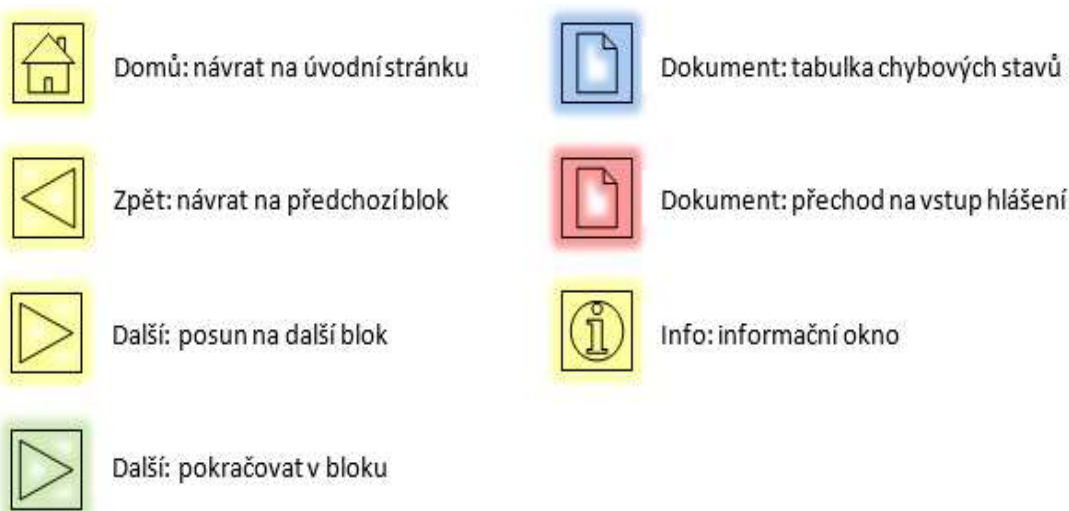 Domů: návrat na úvodní stránku
Zpět: návrat na předchozí blok
Další: posun na další blok
Další: pokračovat v bloku
Dokument: tabulka chybových stavů
Dokument: přechod na vstup hlášení
Info: informační okno